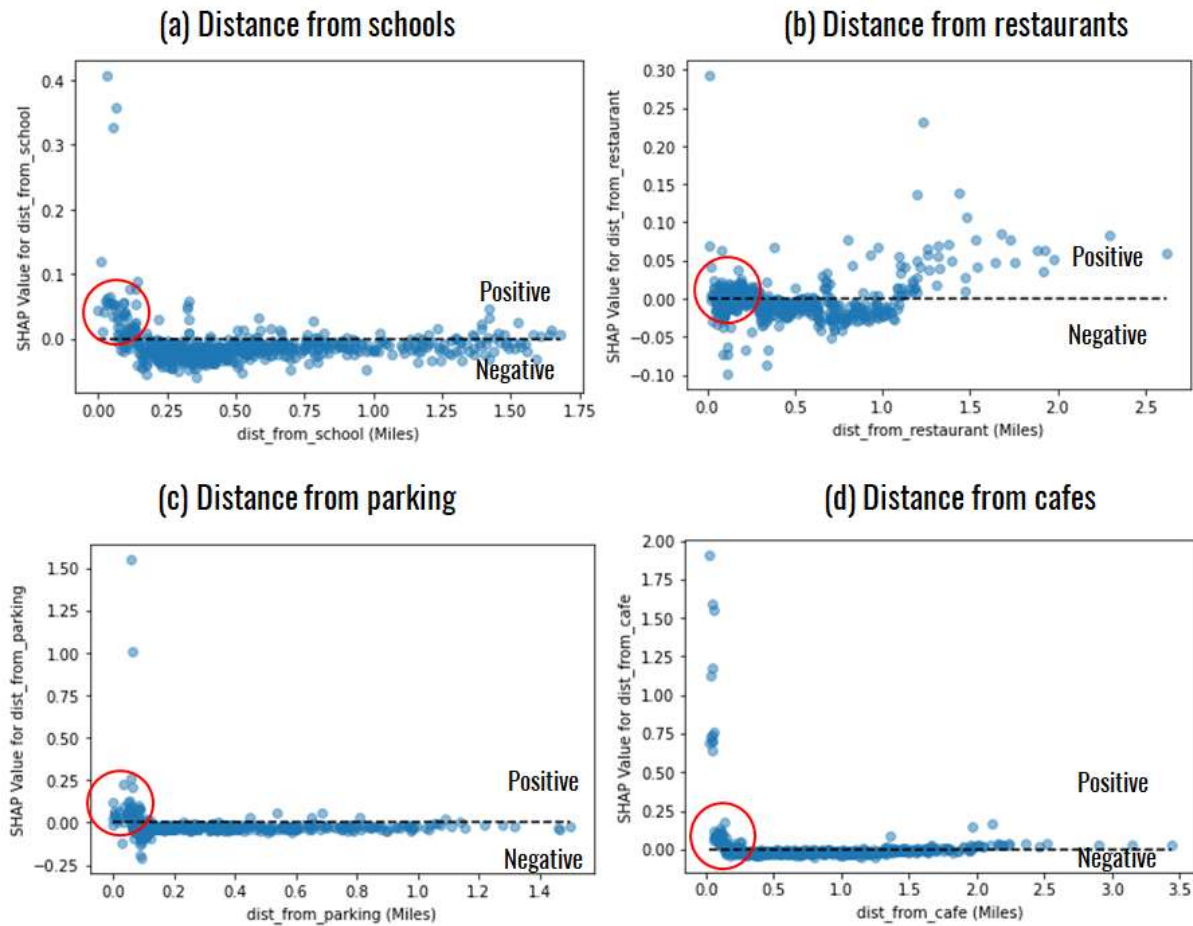 (a) Distance from schools
SHAP Value for dist_from_school
0.4
0.3
0.2
0.1
0.0
Positive
Negative
0.00 0.25 0.50 0.75 1.00 1.25 1.50 1.75
dist_from_school (Miles)
(b) Distance from restaurants
SHAP Value for dist_from_restaurant
0.30
0.25
0.20
0.15
0.10
0.05
0.00
−0.05
−0.10
Positive
Negative
0.0 0.5 1.0 1.5 2.0 2.5
dist_from_restaurant (Miles)
(c) Distance from parking
SHAP Value for dist_from_parking
1.50
1.25
1.00
0.75
0.50
0.25
0.00
−0.25
Positive
Negative
0.0 0.2 0.4 0.6 0.8 1.0 1.2 1.4
dist_from_parking (Miles)
(d) Distance from cafes
SHAP Value for dist_from_cafe
2.00
1.75
1.50
1.25
1.00
0.75
0.50
0.25
0.00
Positive
Negative
0.0 0.5 1.0 1.5 2.0 2.5 3.0 3.5
dist_from_cafe (Miles)